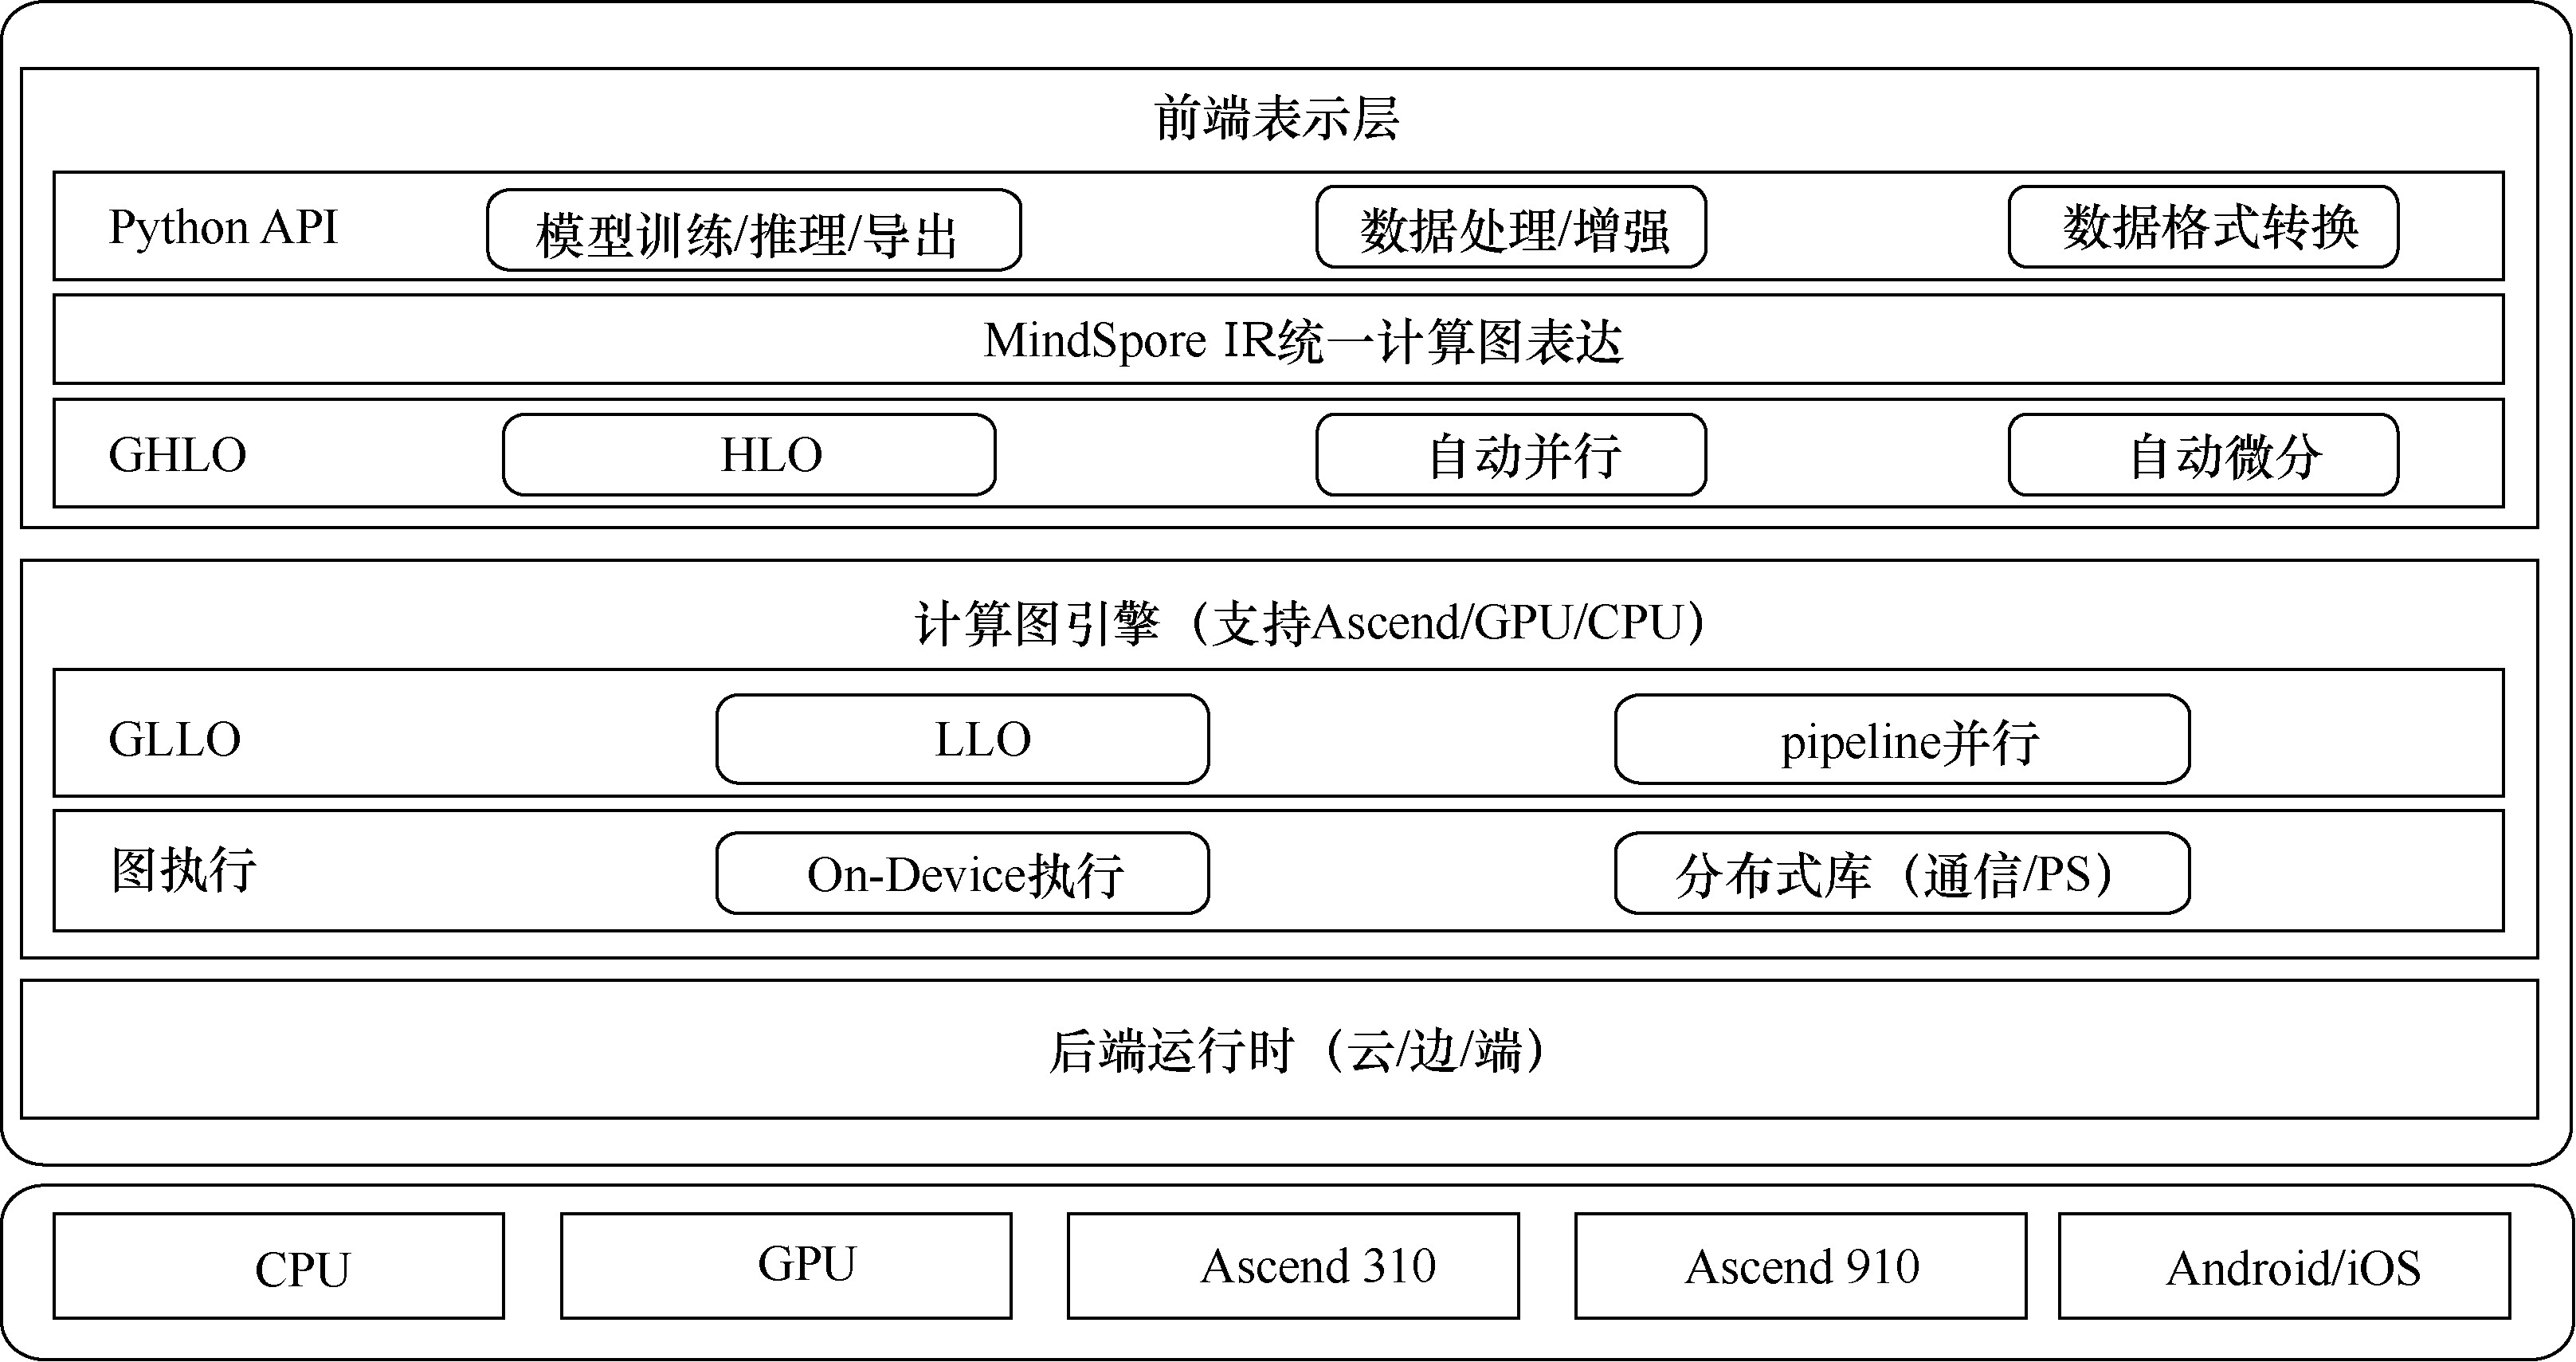 前端表示层
Python API 模型训练/推理/导出 数据处理/增强 数据格式转换
MindSpore IR统一计算图表达
GHLO HLO 自动并行 自动微分
计算图引擎（支持Ascend/GPU/CPU）
GLLO LLO pipeline并行
图执行 On-Device执行 分布式库（通信/PS）
后端运行时（云/边/端）
CPU GPU Ascend 310 Ascend 910 Android/iOS